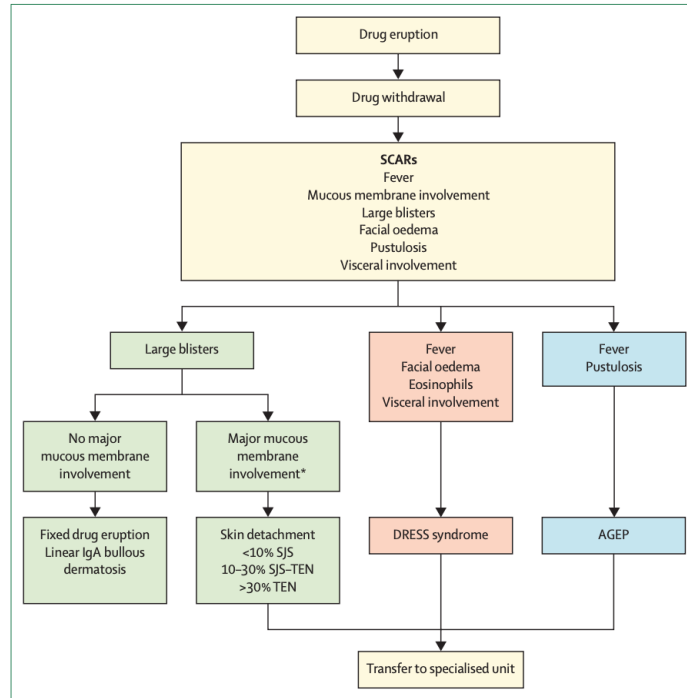 Drug eruption
Drug withdrawal
SCARs
Fever
Mucous membrane involvement
Large blisters
Facial oedema
Pustulosis
Visceral involvement
Large blisters
Fever
Facial oedema
Eosinophils
Visceral involvement
Fever
Pustulosis
No major
mucous membrane
involvement
Major mucous
membrane
involvement*
Fixed drug eruption
Linear IgA bullous
dermatosis
Skin detachment
<10% SJS
10–30% SJS–TEN
>30% TEN
DRESS syndrome
AGEP
Transfer to specialised unit